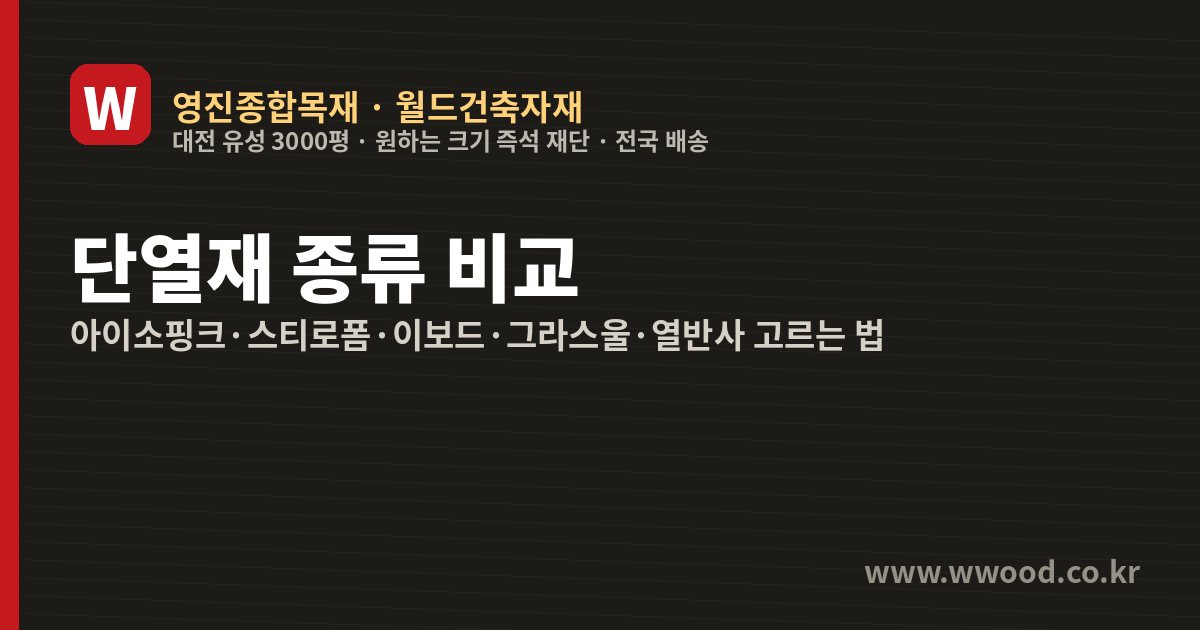 W
영진종합목재 · 월드건축자재
대전 유성 3000평 · 원하는 크기 즉석 재단 · 전국 배송
단열재 종류 비교
아이소핑크·스티로폼·이보드·그라스울·열반사 고르는 법
www.wwood.co.kr